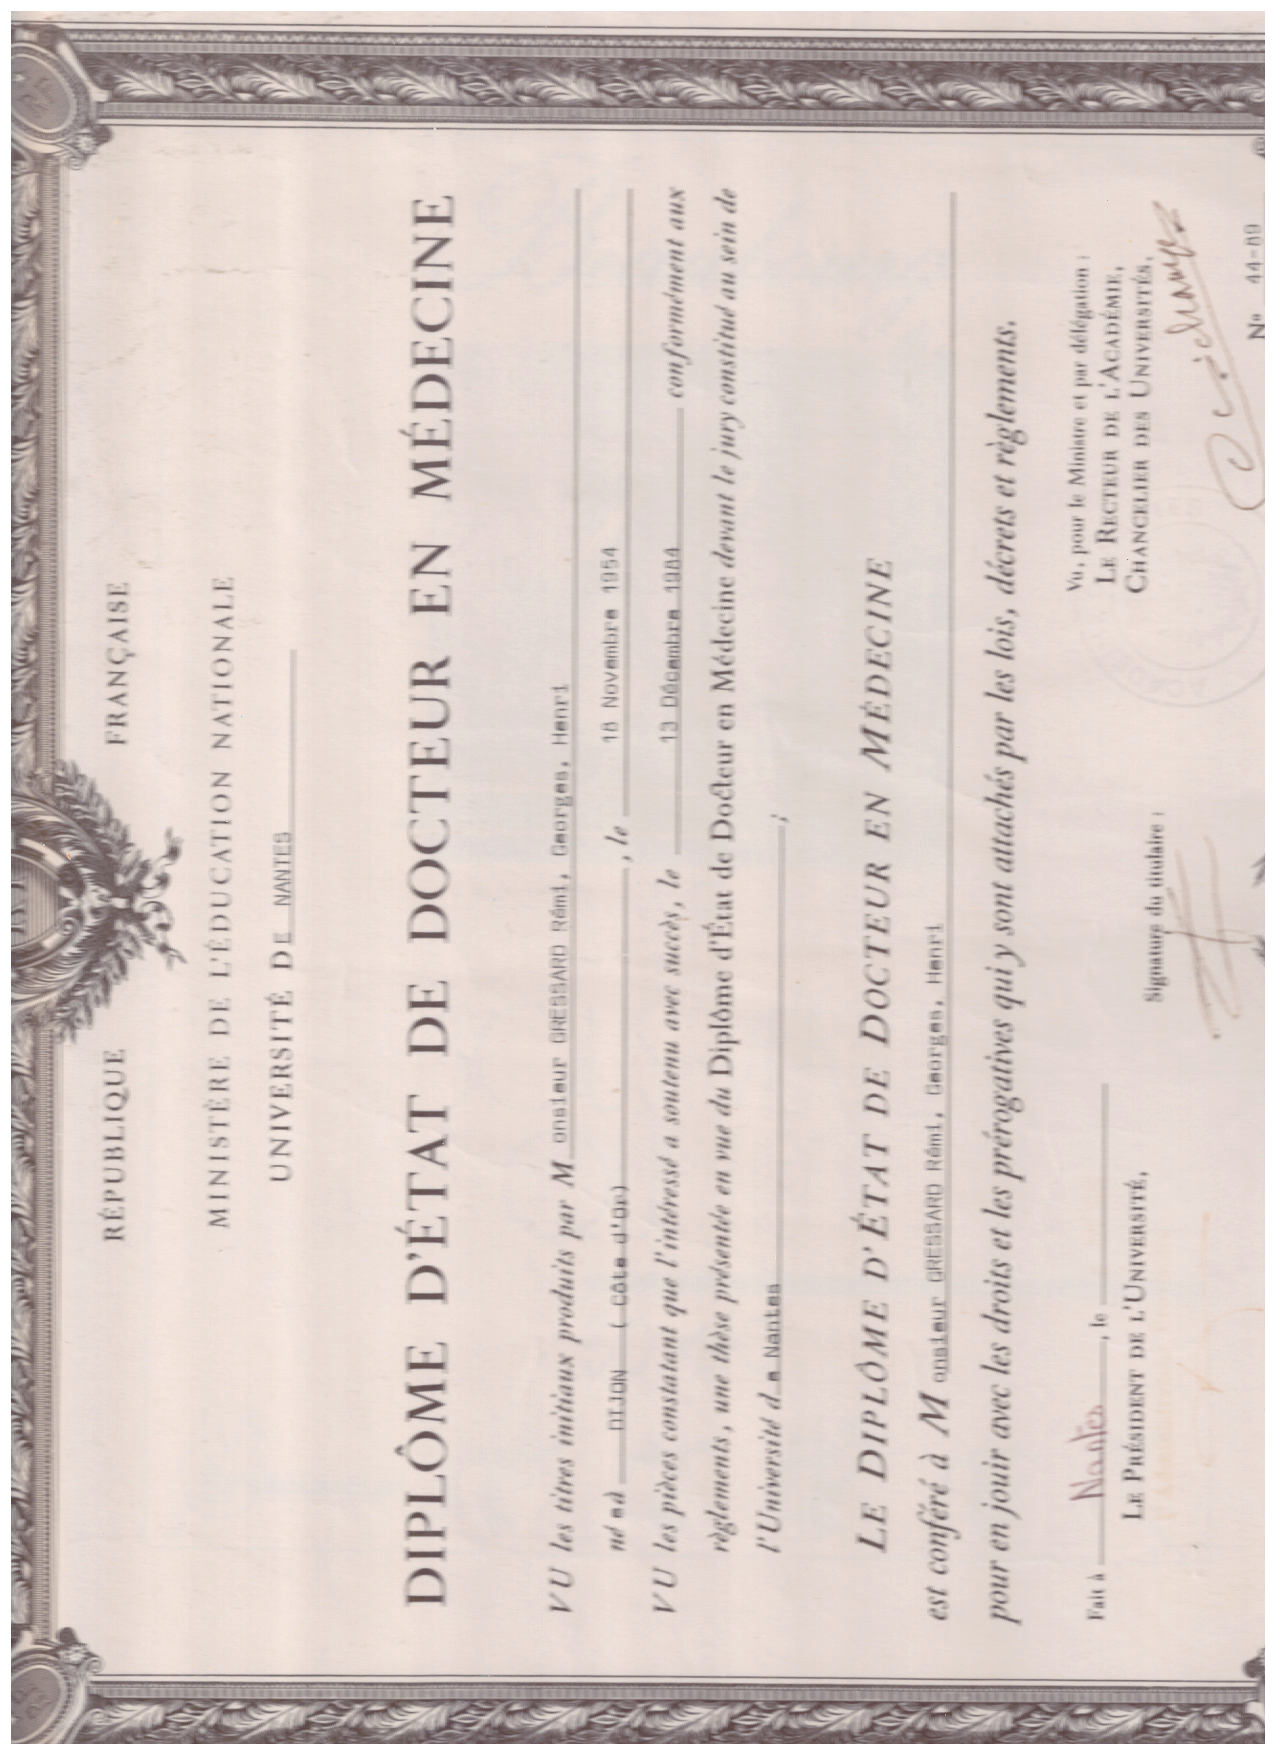 RÉPUBLIQUE FRANÇAISE
MINISTÈRE DE L'ÉDUCATION NATIONALE
UNIVERSITÉ DE NANTES
DIPLÔME D'ÉTAT DE DOCTEUR EN MÉDECINE
VU les titres initiaux produits par Monsieur GRESSARD Rémi, Georges, Henri
né à DIJON ( Côte d'Or) , le 18 Novembre 1954
VU les pièces constatant que l'intéressé a soutenu avec succès, le 13 Décembre 1984 conformément aux
règlements, une thèse présentée en vue du Diplôme d'État de Docteur en Médecine devant le jury constitué au sein de
l'Université de Nantes ;
LE DIPLÔME D'ÉTAT DE DOCTEUR EN MÉDECINE
est conféré à Monsieur GRESSARD Rémi, Georges, Henri
pour en jouir avec les droits et les prérogatives qui y sont attachés par les lois, décrets et règlements.
Fait à Nantes , le
LE PRÉSIDENT DE L'UNIVERSITÉ,
Signature du titulaire :
Vu, pour le Ministre et par délégation :
LE RECTEUR DE L'ACADÉMIE,
CHANCELIER DES UNIVERSITÉS,
N° 44-89